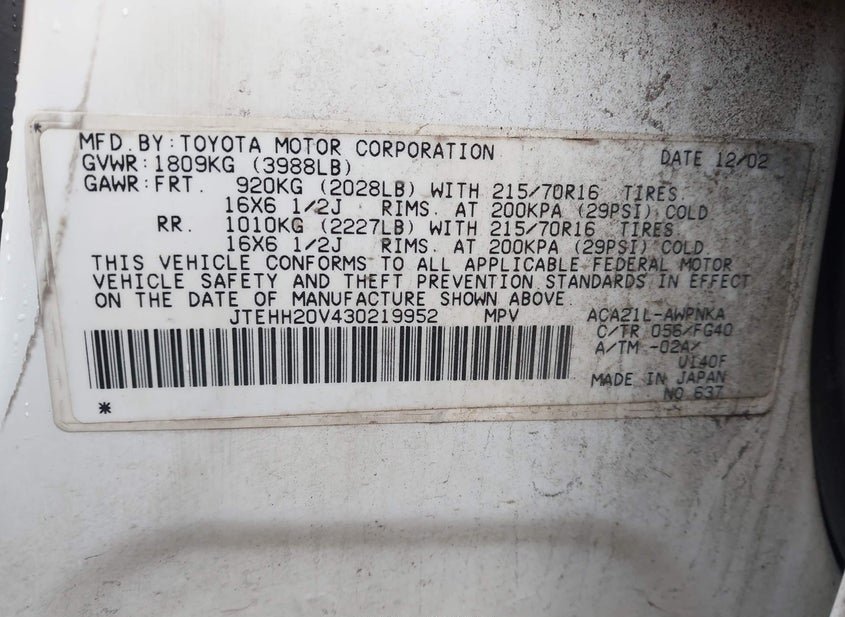 *
MFD. BY: TOYOTA MOTOR CORPORATION DATE 12/02
GVWR: 1809KG (3988LB)
GAWR: FRT. 920KG (2028LB) WITH 215/70R16 TIRES
16X6 1/2J RIMS. AT 200KPA (29PSI) COLD
RR. 1010KG (2227LB) WITH 215/70R16 TIRES
16X6 1/2J RIMS. AT 200KPA (29PSI) COLD
THIS VEHICLE CONFORMS TO ALL APPLICABLE FEDERAL MOTOR
VEHICLE SAFETY AND THEFT PREVENTION STANDARDS IN EFFECT
ON THE DATE OF MANUFACTURE SHOWN ABOVE.
JTEHH20V430219952 MPV ACA21L-AWPNKA
C/TR 056/FG40
A/TM -02A/
U140F
MADE IN JAPAN
NO 637
*